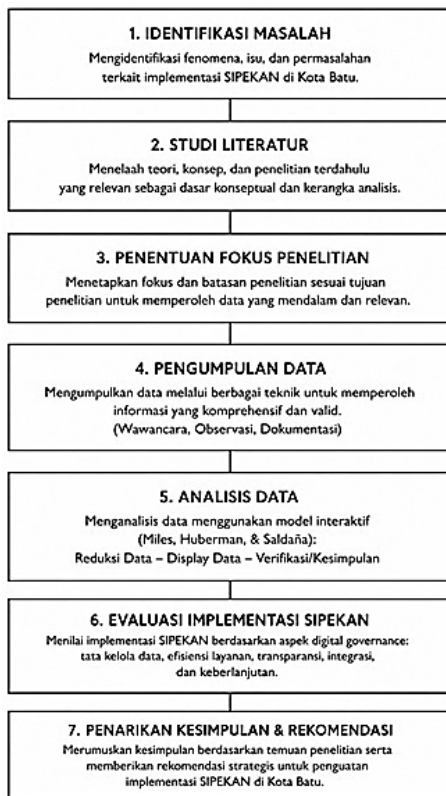 1. IDENTIFIKASI MASALAH
Mengidentifikasi fenomena, isu, dan permasalahan
terkait implementasi SIPEKAN di Kota Batu.
2. STUDI LITERATUR
Menelaah teori, konsep, dan penelitian terdahulu
yang relevan sebagai dasar konseptual dan kerangka analisis.
3. PENENTUAN FOKUS PENELITIAN
Menetapkan fokus dan batasan penelitian sesuai tujuan
penelitian untuk memperoleh data yang mendalam dan relevan.
4. PENGUMPULAN DATA
Mengumpulkan data melalui berbagai teknik untuk memperoleh
informasi yang komprehensif dan valid.
(Wawancara, Observasi, Dokumentasi)
5. ANALISIS DATA
Menganalisis data menggunakan model interaktif
(Miles, Huberman, & Saldaña):
Reduksi Data – Display Data – Verifikasi/Kesimpulan
6. EVALUASI IMPLEMENTASI SIPEKAN
Menilai implementasi SIPEKAN berdasarkan aspek digital governance:
tata kelola data, efisiensi layanan, transparansi, integrasi,
dan keberlanjutan.
7. PENARIKAN KESIMPULAN & REKOMENDASI
Merumuskan kesimpulan berdasarkan temuan penelitian serta
memberikan rekomendasi strategis untuk penguatan
implementasi SIPEKAN di Kota Batu.